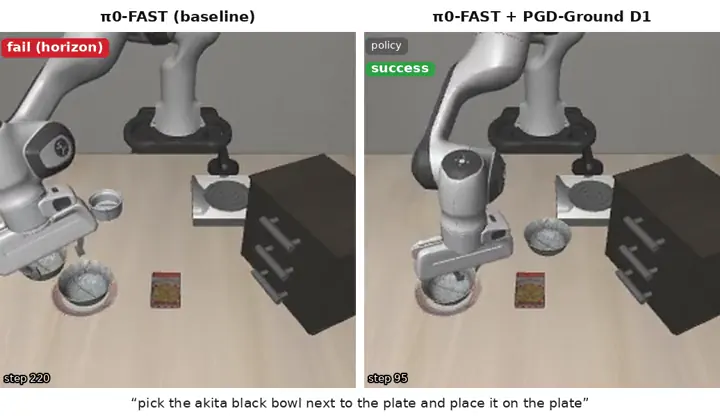 π0-FAST (baseline)
π0-FAST + PGD-Ground D1
fail (horizon)
policy
success
step 220
step 95
“pick the akita black bowl next to the plate and place it on the plate”